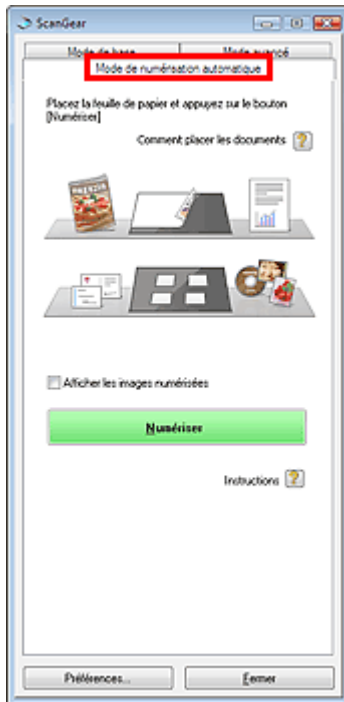 ScanGear
Mode de base
Mode avancé
Mode de numérisation automatique
Placez la feuille de papier et appuyez sur le bouton
[Numériser]
Comment placer les documents
Afficher les images numérisées
Numériser
Instructions
Préférences...
Fermer